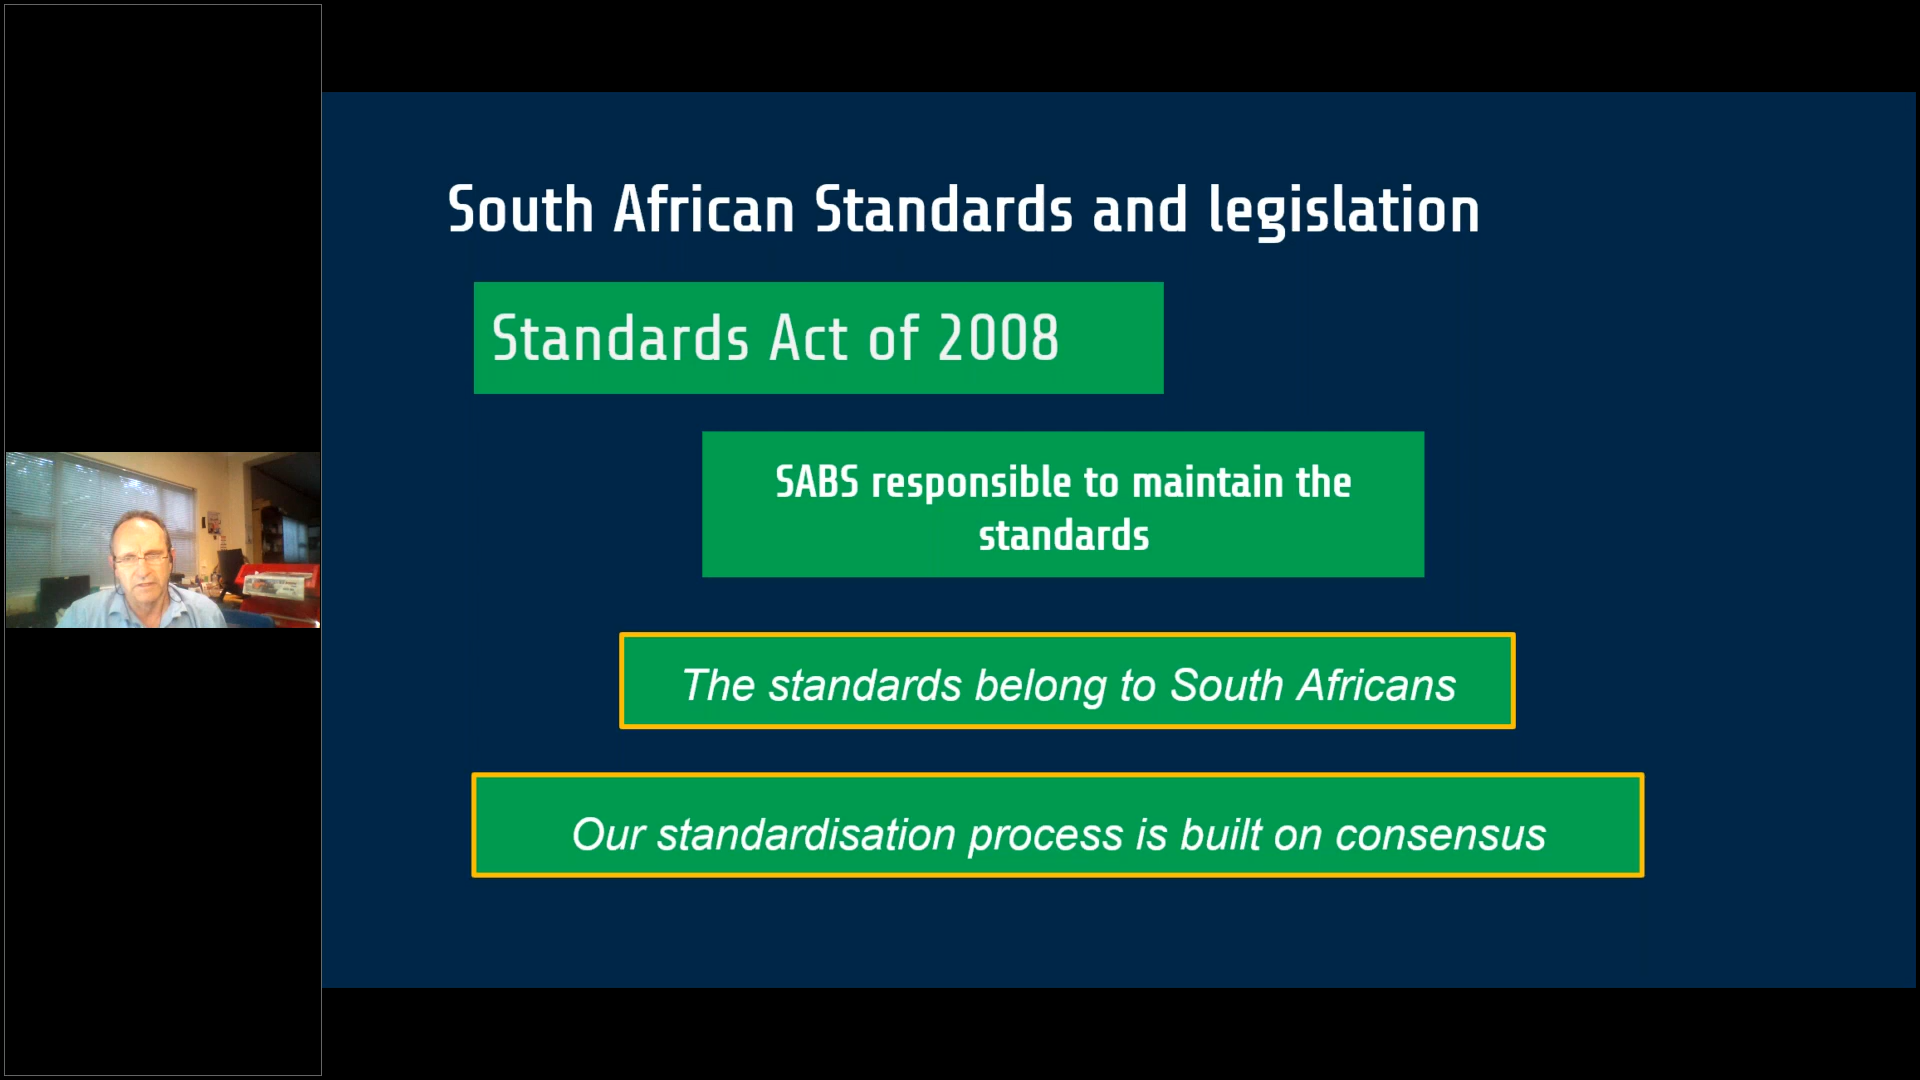 South African Standards and legislation
Standards Act of 2008
SABS responsible to maintain the
standards
The standards belong to South Africans
Our standardisation process is built on consensus